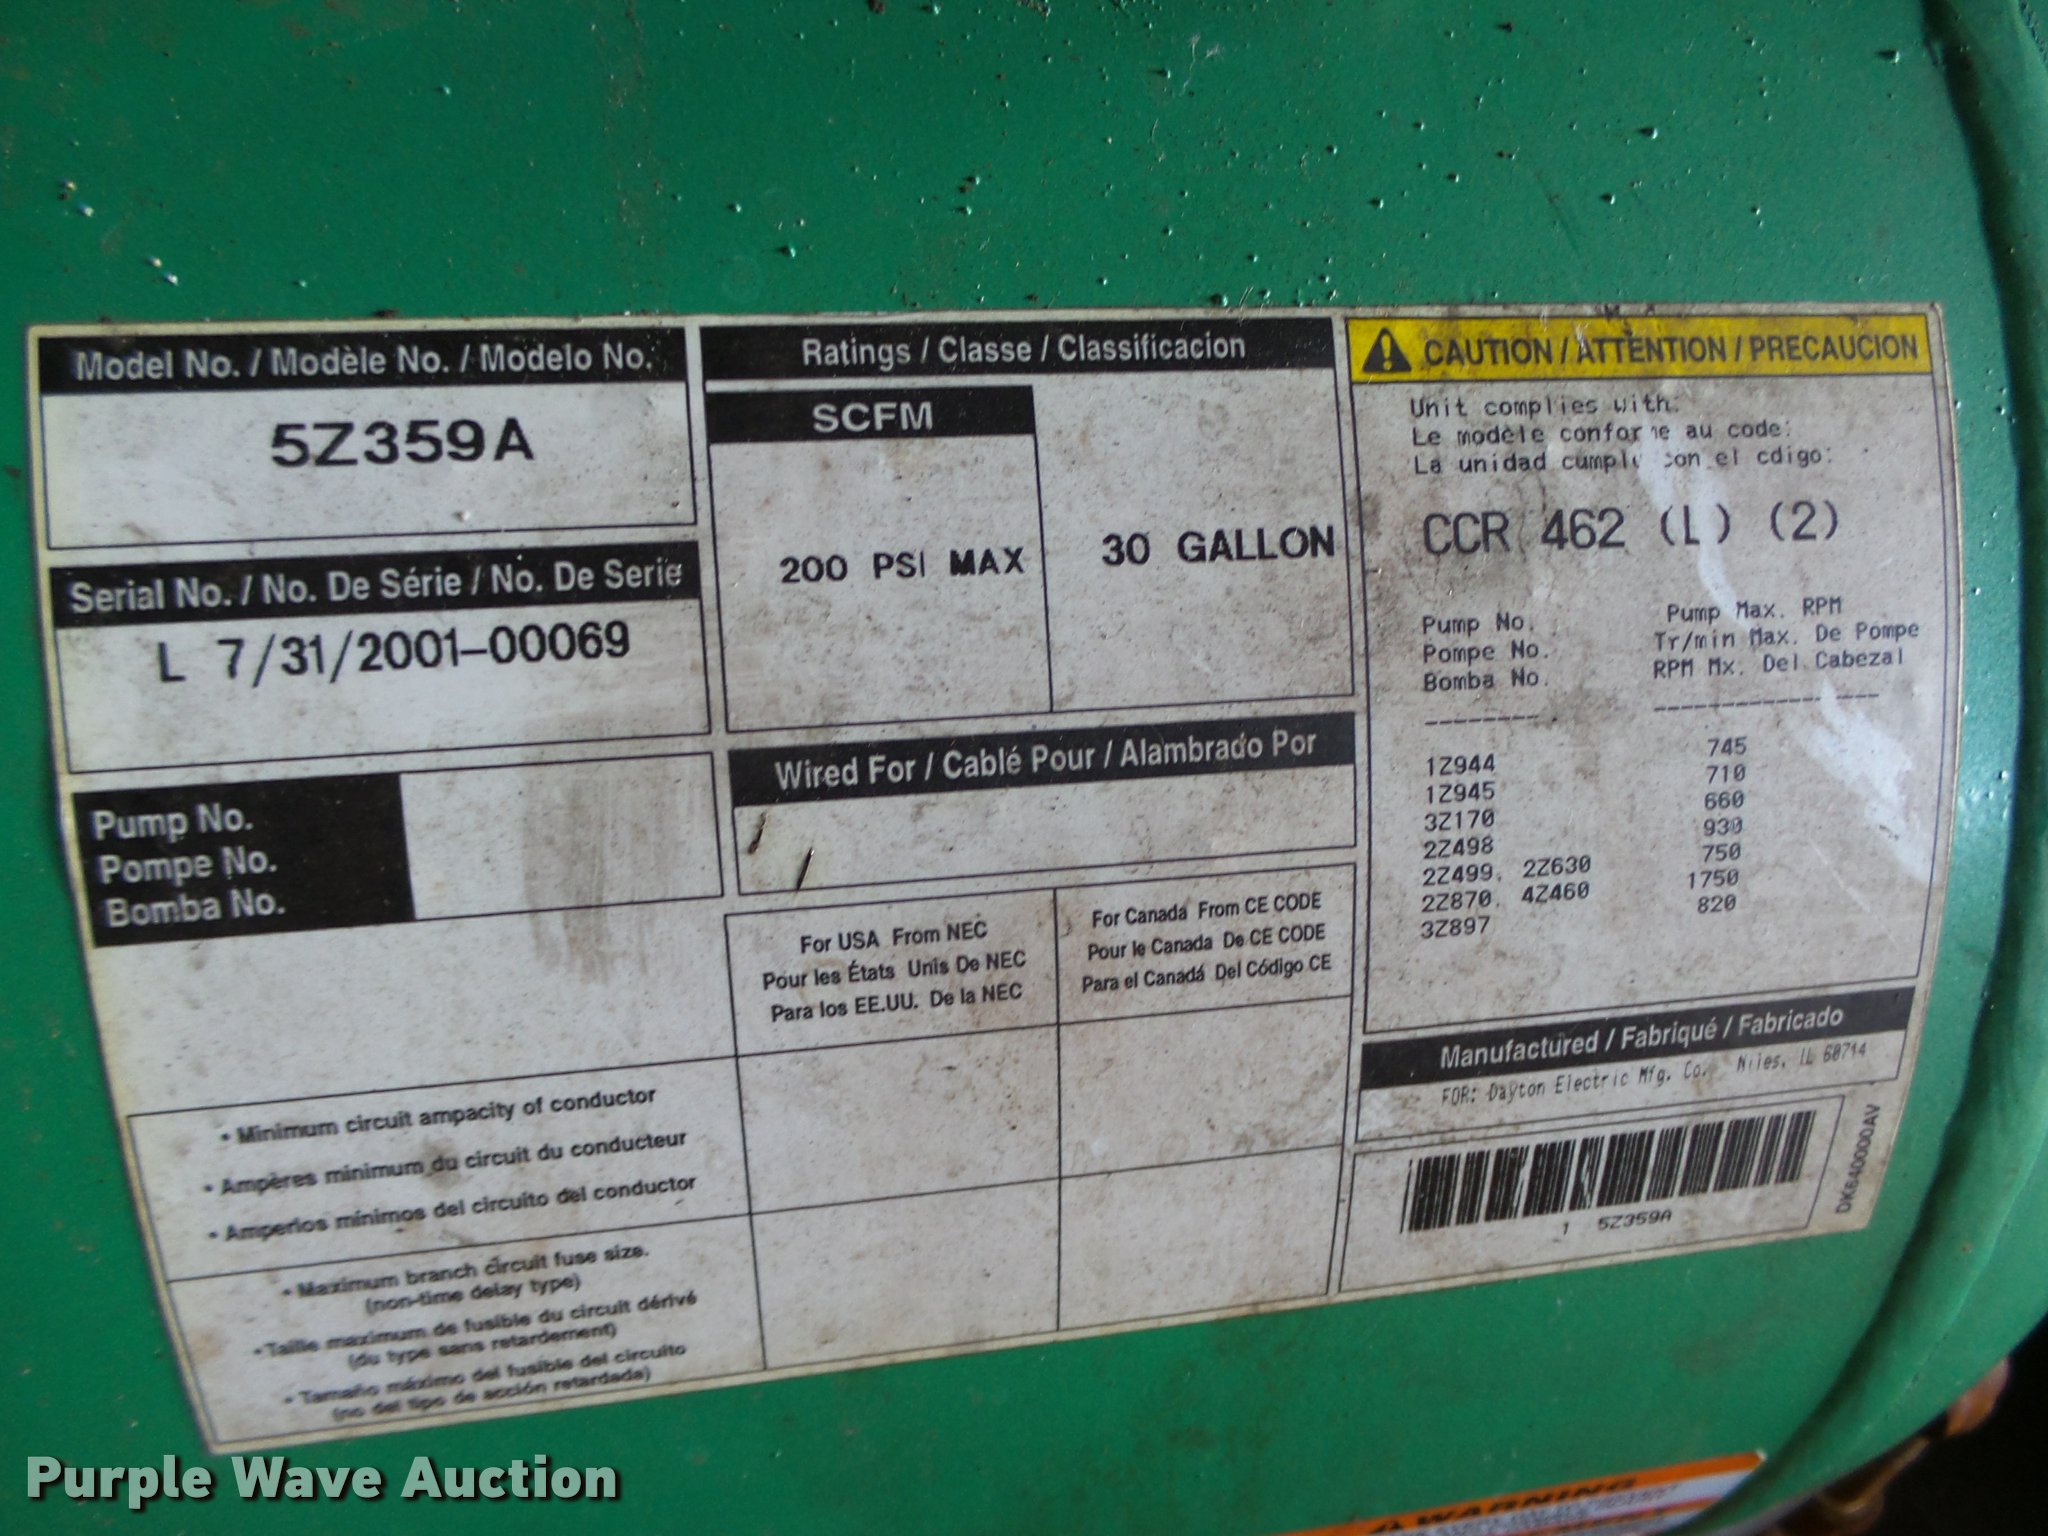 Model No. / Modèle No. / Modelo No.
5Z359A
Serial No. / No. De Série / No. De Serie
L 7/31/2001-00069
Pump No.
Pompe No.
Bomba No.
Ratings / Classe / Classificacion
SCFM
200 PSI MAX
30 GALLON
Wired For / Cablé Pour / Alambrado Por
For USA From NEC
Pour les États Unis De NEC
Para los EE.UU. De la NEC
For Canada From CE CODE
Pour le Canada De CE CODE
Para el Canadá Del Código CE
• Minimum circuit ampacity of conductor
• Ampères minimum du circuit du conducteur
• Amperios mínimos del circuito del conductor
• Maximum branch circuit fuse size.
(non-time delay type)
• Taille maximum de fusible du circuit dérivé
(du type sans retardement)
• Tamaño máximo del fusible del circuito
(no del tipo de acción retardada)
CAUTION / ATTENTION / PRECAUCION
Unit complies with:
Le modèle conforme au code:
La unidad cumple con el cdigo:
CCR 462 (L) (2)
Pump No. Pump Max. RPM
Pompe No. Tr/min Max. De Pompe
Bomba No. RPM Mx. Del Cabezal
1Z944 745
1Z945 710
3Z170 660
2Z498 930
2Z499, 2Z630 750
2Z870, 4Z460 1750
3Z897 820
Manufactured / Fabriqué / Fabricado
FOR: Dayton Electric Mfg. Co. Niles, IL 60714
1 5Z359A
DK640000AV
WARNING
Purple Wave Auction